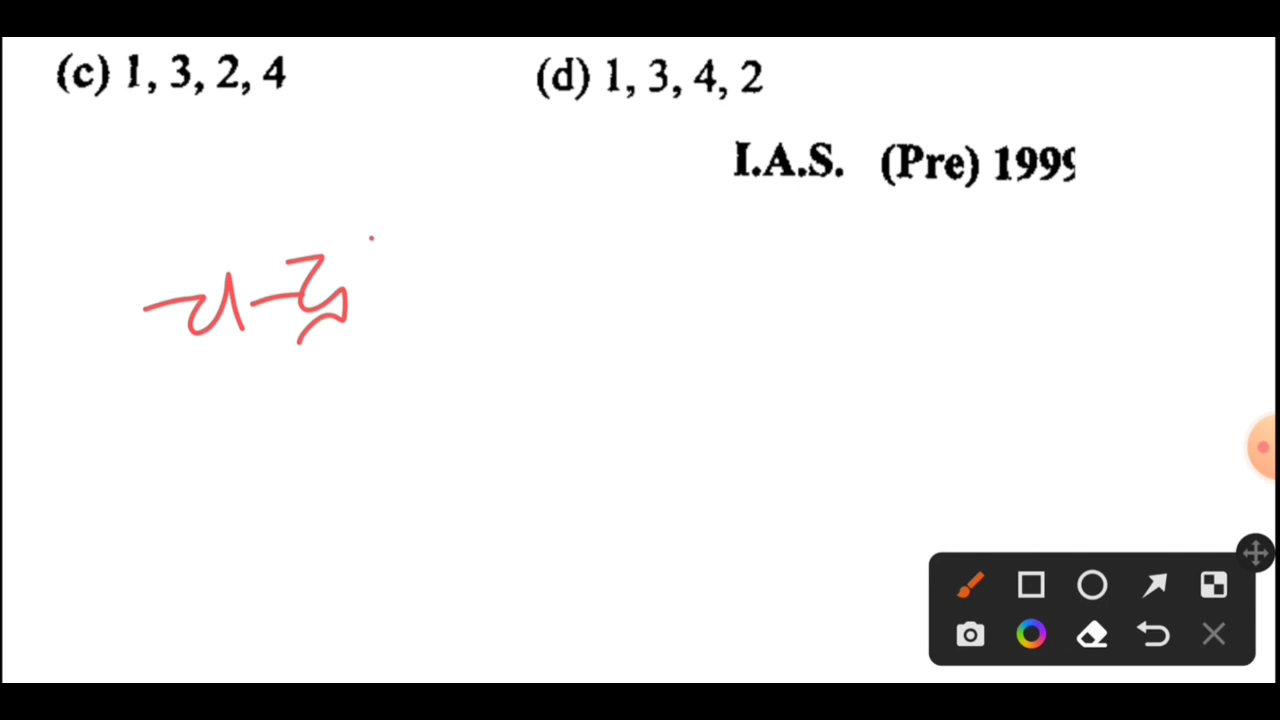 (c) 1, 3, 2, 4 (d) 1, 3, 4, 2
I.A.S. (Pre) 1999